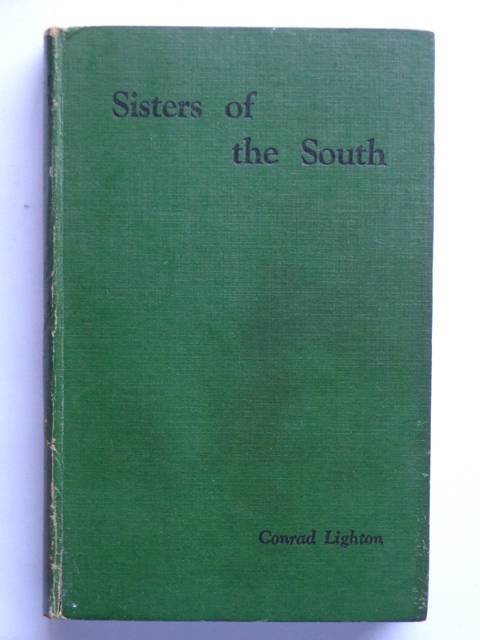 Sisters of
the South
Conrad Lighton